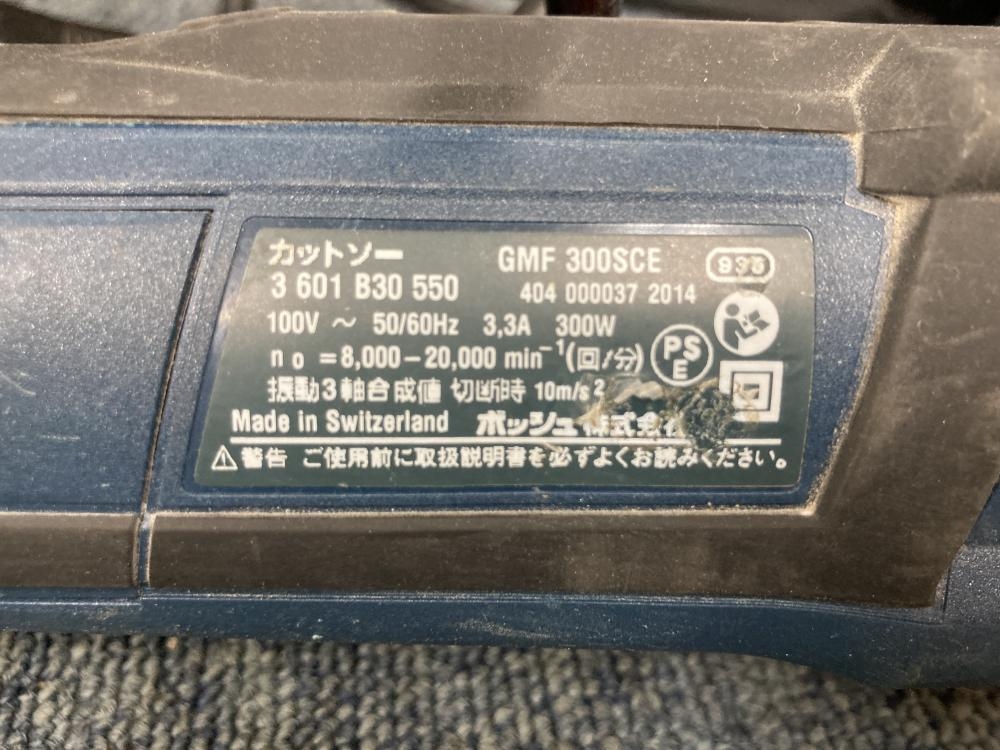 カットソー GMF 300SCE 935
3 601 B30 550 404 000037 2014
100V ～ 50/60Hz 3,3A 300W
n₀ =8,000－20,000 min⁻¹(回/分) PSE
振動3軸合成値 切断時 10m/s²
Made in Switzerland ボッシュ株式会
⚠警告 ご使用前に取扱説明書を必ずよくお読みください。